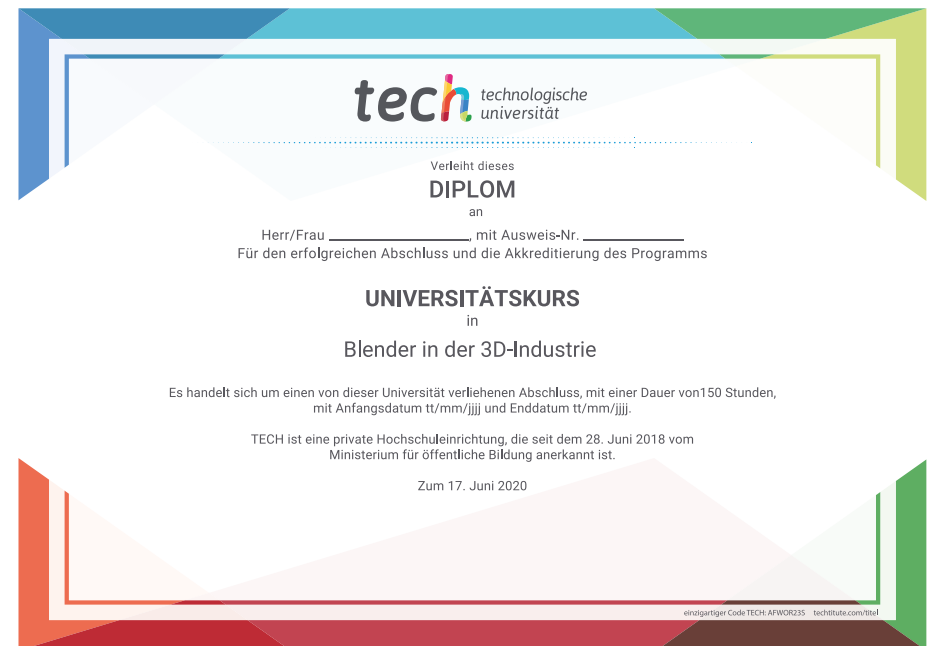 tech technologische
universität
Verleiht dieses
DIPLOM
an
Herr/Frau ____________________, mit Ausweis-Nr. ______________
Für den erfolgreichen Abschluss und die Akkreditierung des Programms
UNIVERSITÄTSKURS
in
Blender in der 3D-Industrie
Es handelt sich um einen von dieser Universität verliehenen Abschluss, mit einer Dauer von150 Stunden,
mit Anfangsdatum tt/mm/jjjj und Enddatum tt/mm/jjjj.
TECH ist eine private Hochschuleinrichtung, die seit dem 28. Juni 2018 vom
Ministerium für öffentliche Bildung anerkannt ist.
Zum 17. Juni 2020
einzigartiger Code TECH: AFWOR23S techtitute.com/titel